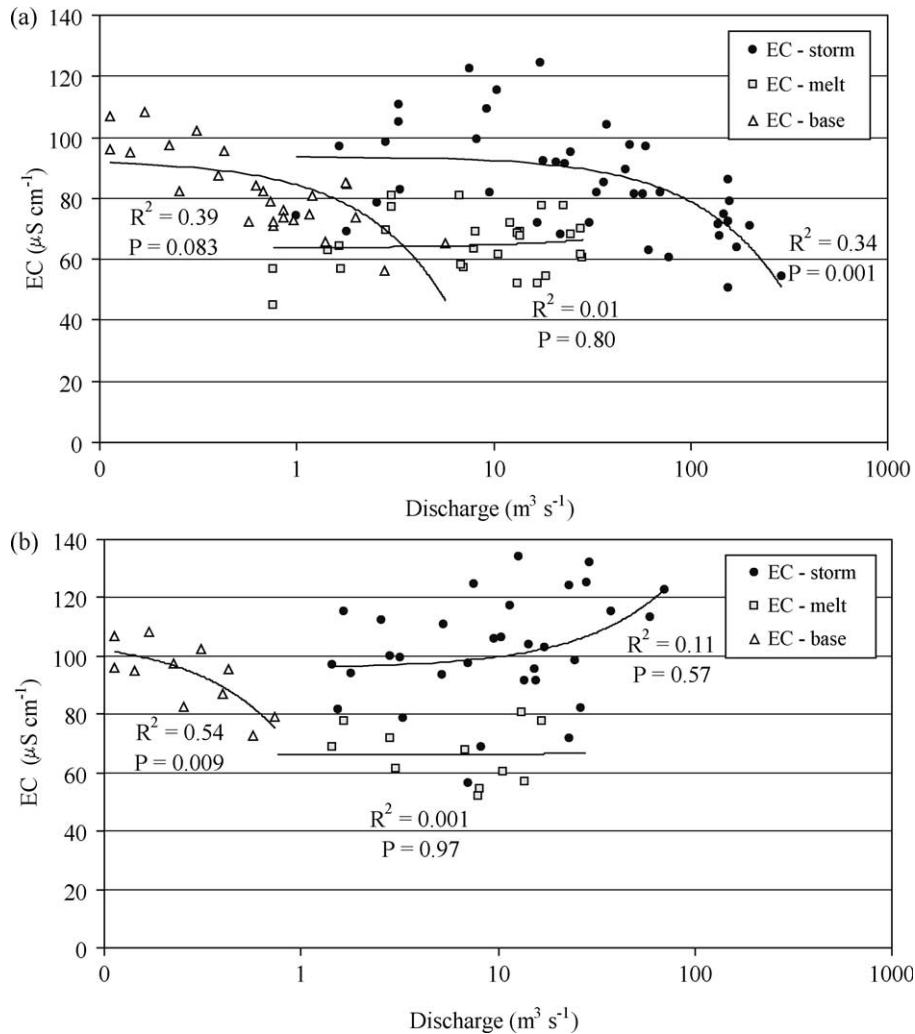 (a)
140
120
100
80
60
40
20
0
EC (µS cm⁻¹)
EC - storm
EC - melt
EC - base
R² = 0.39
P = 0.083
R² = 0.34
P = 0.001
R² = 0.01
P = 0.80
0 1 10 100 1000
Discharge (m³ s⁻¹)
(b)
140
120
100
80
60
40
20
0
EC (µS cm⁻¹)
EC - storm
EC - melt
EC - base
R² = 0.11
P = 0.57
R² = 0.54
P = 0.009
R² = 0.001
P = 0.97
0 1 10 100 1000
Discharge (m³ s⁻¹)